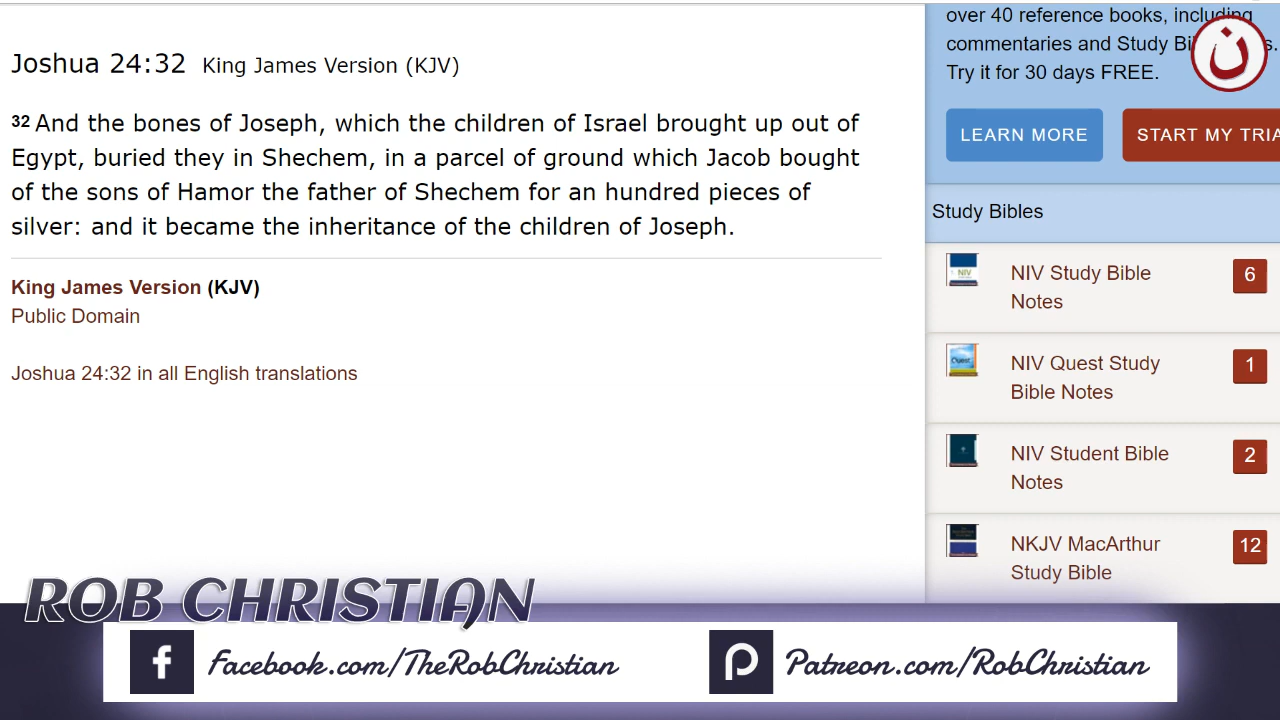 Joshua 24:32 King James Version (KJV)
32 And the bones of Joseph, which the children of Israel brought up out of
Egypt, buried they in Shechem, in a parcel of ground which Jacob bought
of the sons of Hamor the father of Shechem for an hundred pieces of
silver: and it became the inheritance of the children of Joseph.
King James Version (KJV)
Public Domain
Joshua 24:32 in all English translations
over 40 reference books, including
commentaries and Study
Try it for 30 days FREE.
ن
LEARN MORE
START MY
Study Bibles
NIV
NIV Study Bible
Notes
6
Quest
NIV Quest Study
Bible Notes
1
NIV Student Bible
Notes
2
NKJV MacArthur
Study Bible
12
ROB CHRISTIAN
f Facebook.com/TheRobChristian
P Patreon.com/RobChristian